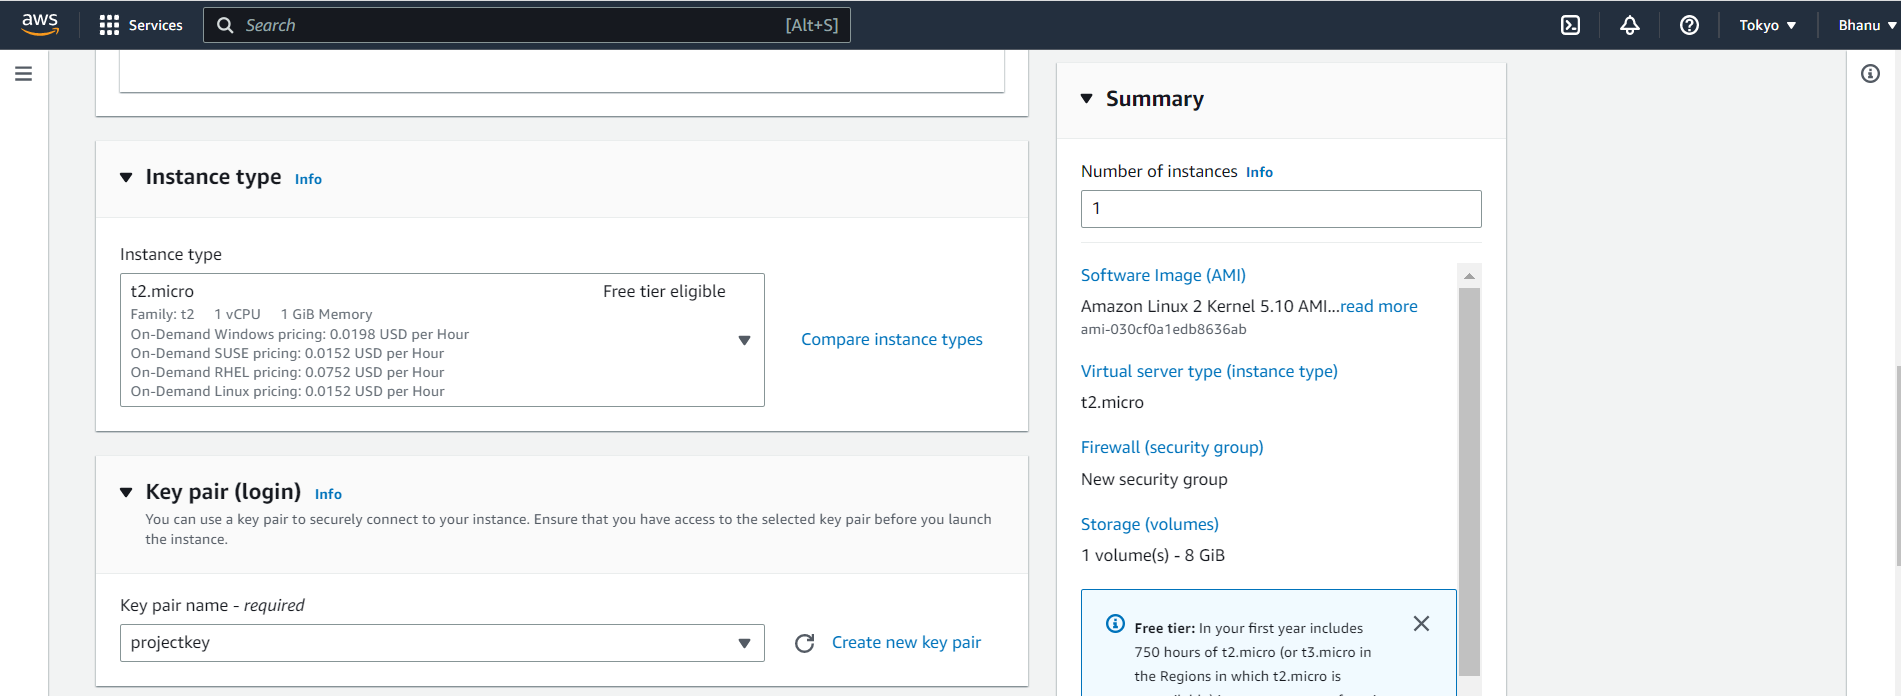 aws
Services
Search [Alt+S]
Tokyo
Bhanu
Instance type Info
Instance type
t2.micro Free tier eligible
Family: t2 1 vCPU 1 GiB Memory
On-Demand Windows pricing: 0.0198 USD per Hour
On-Demand SUSE pricing: 0.0152 USD per Hour
On-Demand RHEL pricing: 0.0752 USD per Hour
On-Demand Linux pricing: 0.0152 USD per Hour
Compare instance types
Key pair (login) Info
You can use a key pair to securely connect to your instance. Ensure that you have access to the selected key pair before you launch
the instance.
Key pair name - required
projectkey
Create new key pair
Summary
Number of instances Info
1
Software Image (AMI)
Amazon Linux 2 Kernel 5.10 AMI...read more
ami-030cf0a1edb8636ab
Virtual server type (instance type)
t2.micro
Firewall (security group)
New security group
Storage (volumes)
1 volume(s) - 8 GiB
Free tier: In your first year includes
750 hours of t2.micro (or t3.micro in
the Regions in which t2.micro is